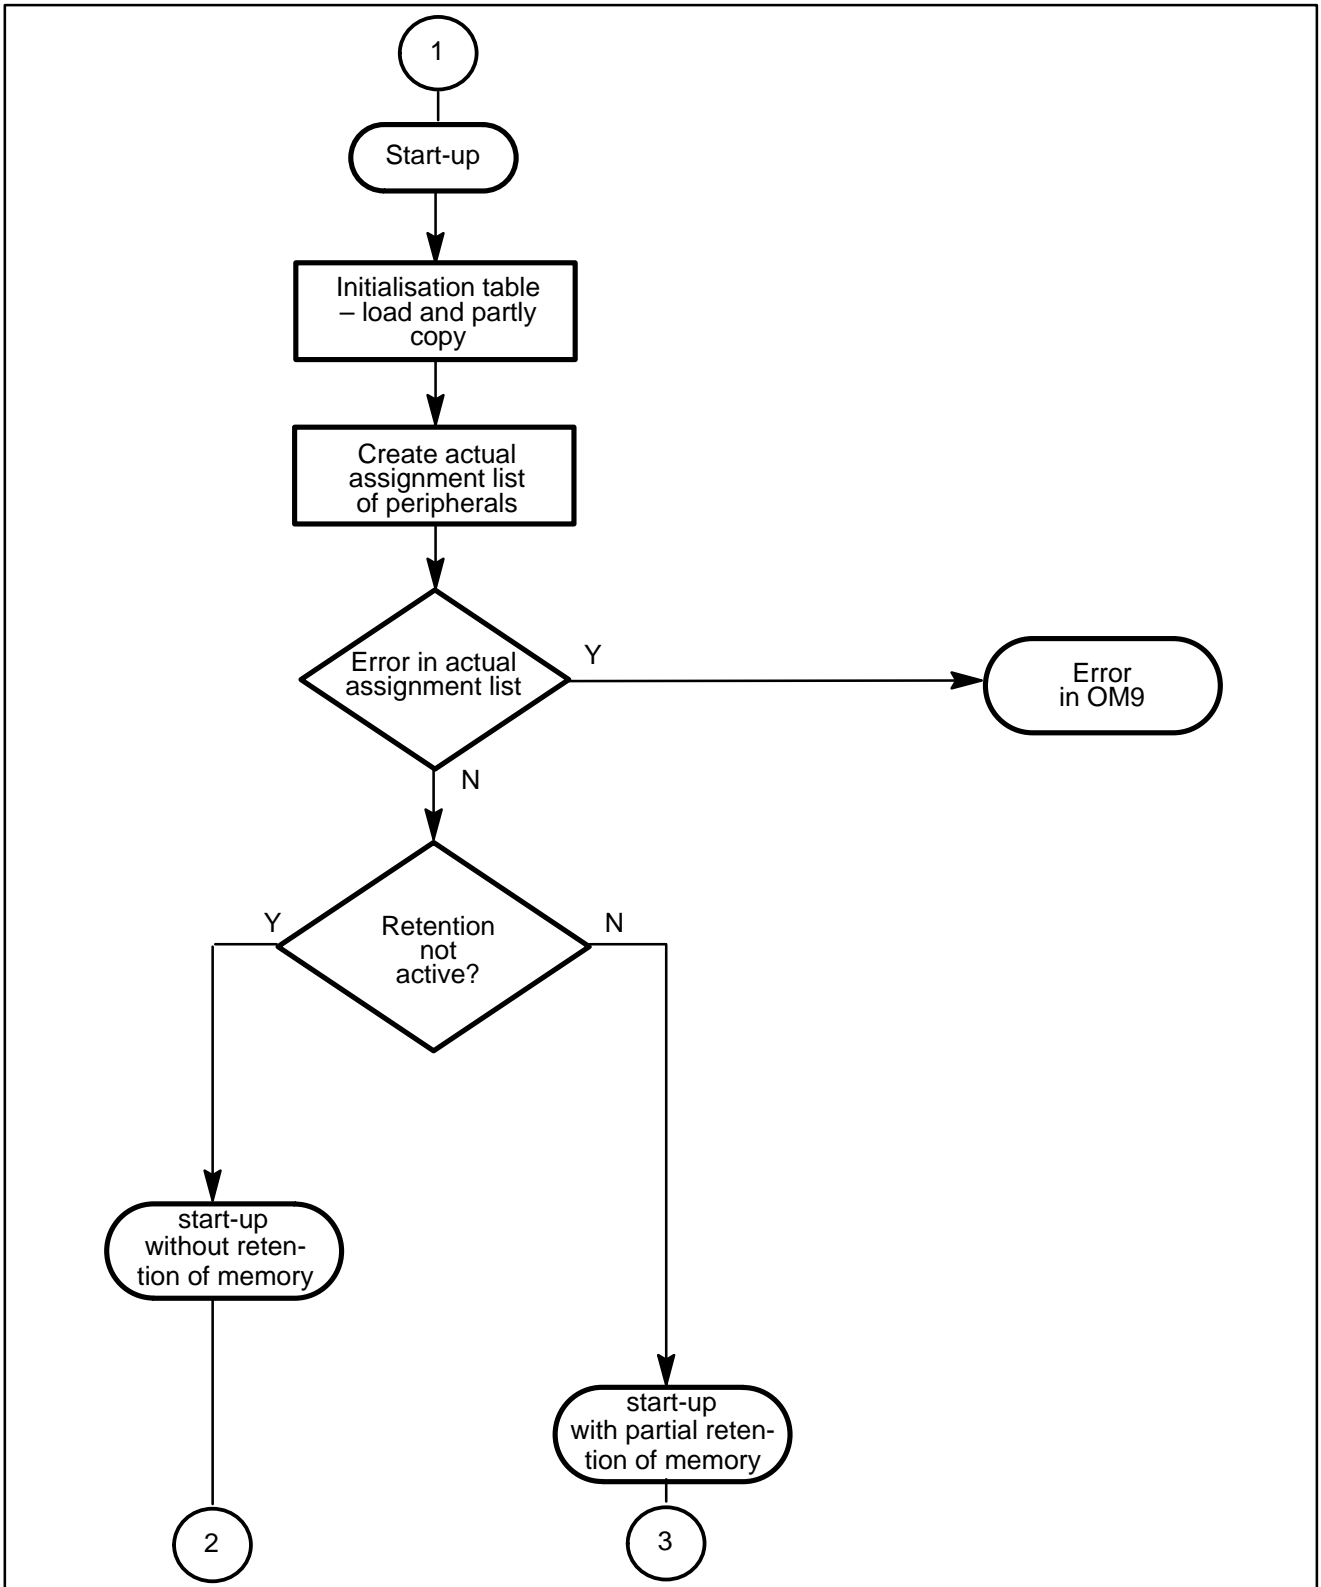 1
Start-up
Initialisation table
– load and partly
copy
Create actual
assignment list
of peripherals
Error in actual
assignment list
Y
Error
in OM9
N
Y
Retention
not
active?
N
start-up
without reten-
tion of memory
start-up
with partial reten-
tion of memory
2
3